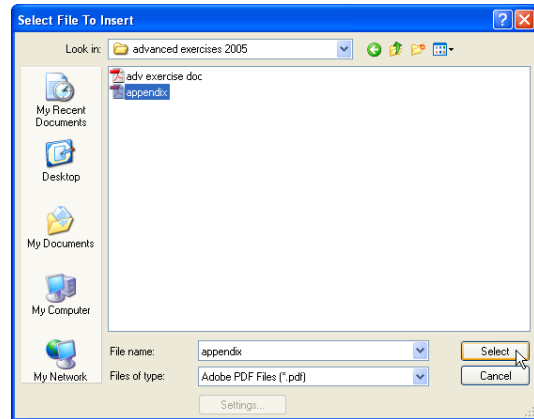 Select File To Insert
Look in: advanced exercises 2005
adv exercise doc
appendix
My Recent
Documents
Desktop
My Documents
My Computer
My Network
File name: appendix Select
Files of type: Adobe PDF Files (*.pdf) Cancel
Settings...